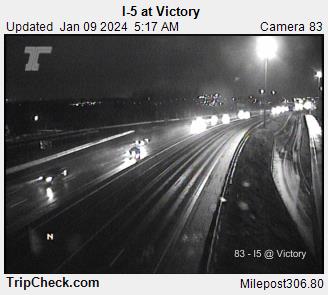 I-5 at Victory
Updated Jan 09 2024 5:17 AM Camera 83
T
N
83 - I5 @ Victory
TripCheck.com Milepost306.80